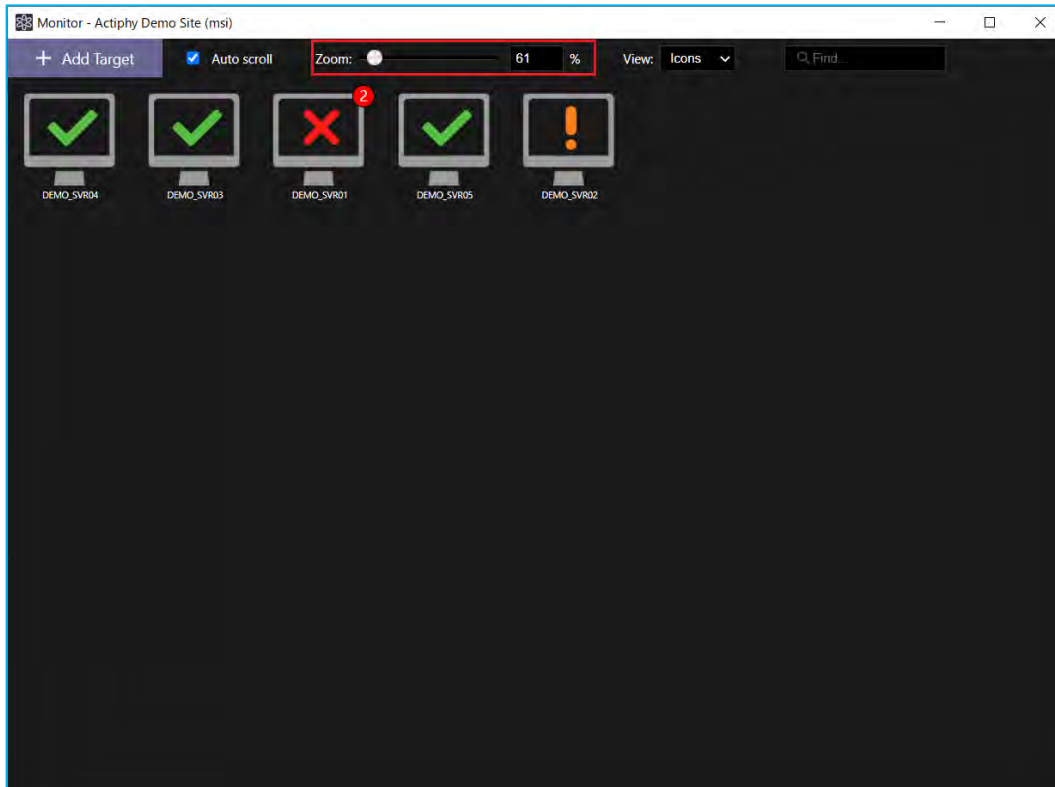 Monitor - Actiphy Demo Site (msi)
+ Add Target Auto scroll Zoom: 61 % View: Icons Find...
2
DEMO_SVR04 DEMO_SVR03 DEMO_SVR01 DEMO_SVR05 DEMO_SVR02